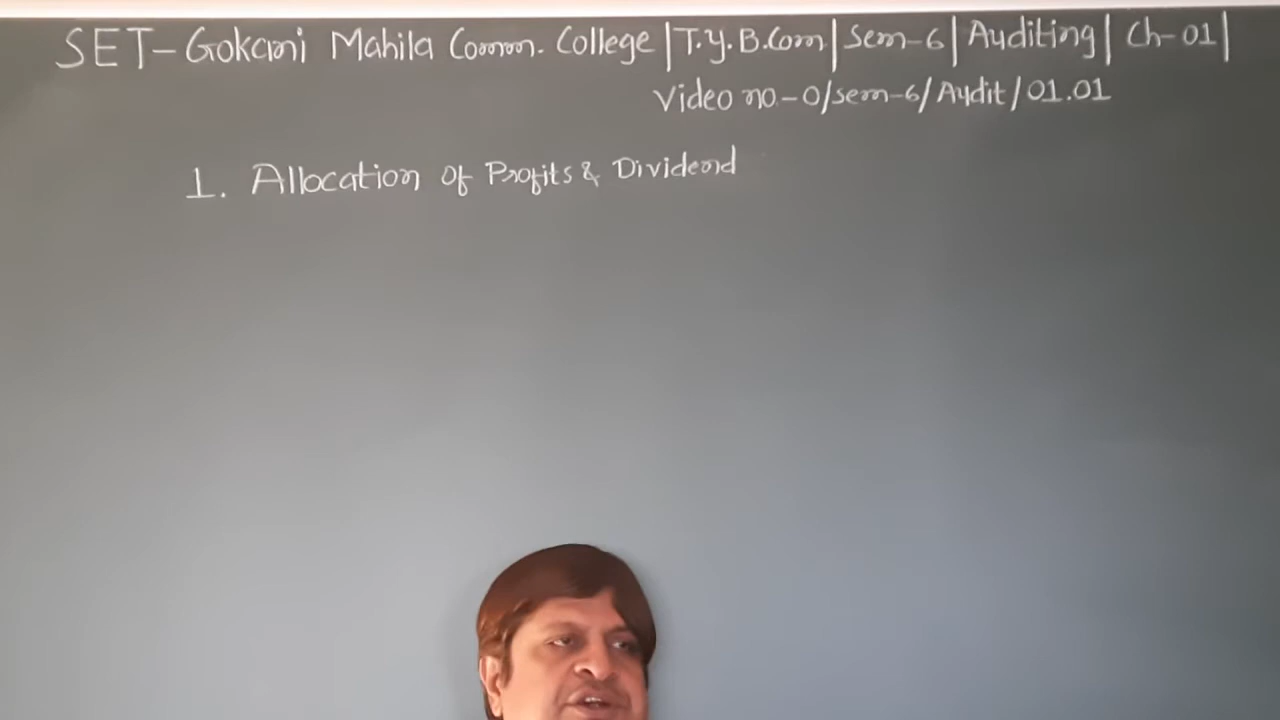 SET-Gokani Mahila Comm. College | T.Y. B.Com | Sem-6 | Auditing | Ch-01 |
Video no.-0/sem-6/Audit/01.01
1. Allocation of Profits & Dividend